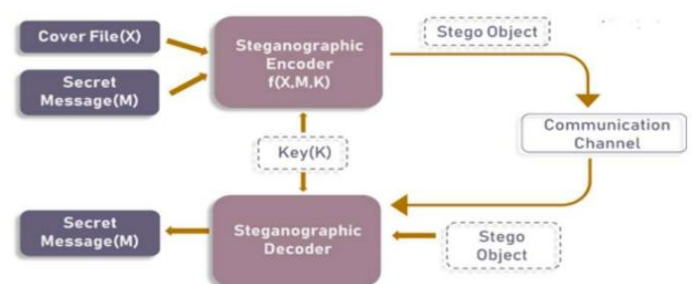 Cover File(X)
Secret
Message(M)
Steganographic
Encoder
f(X,M,K)
Stego Object
Communication
Channel
Key(K)
Secret
Message(M)
Steganographic
Decoder
Stego
Object